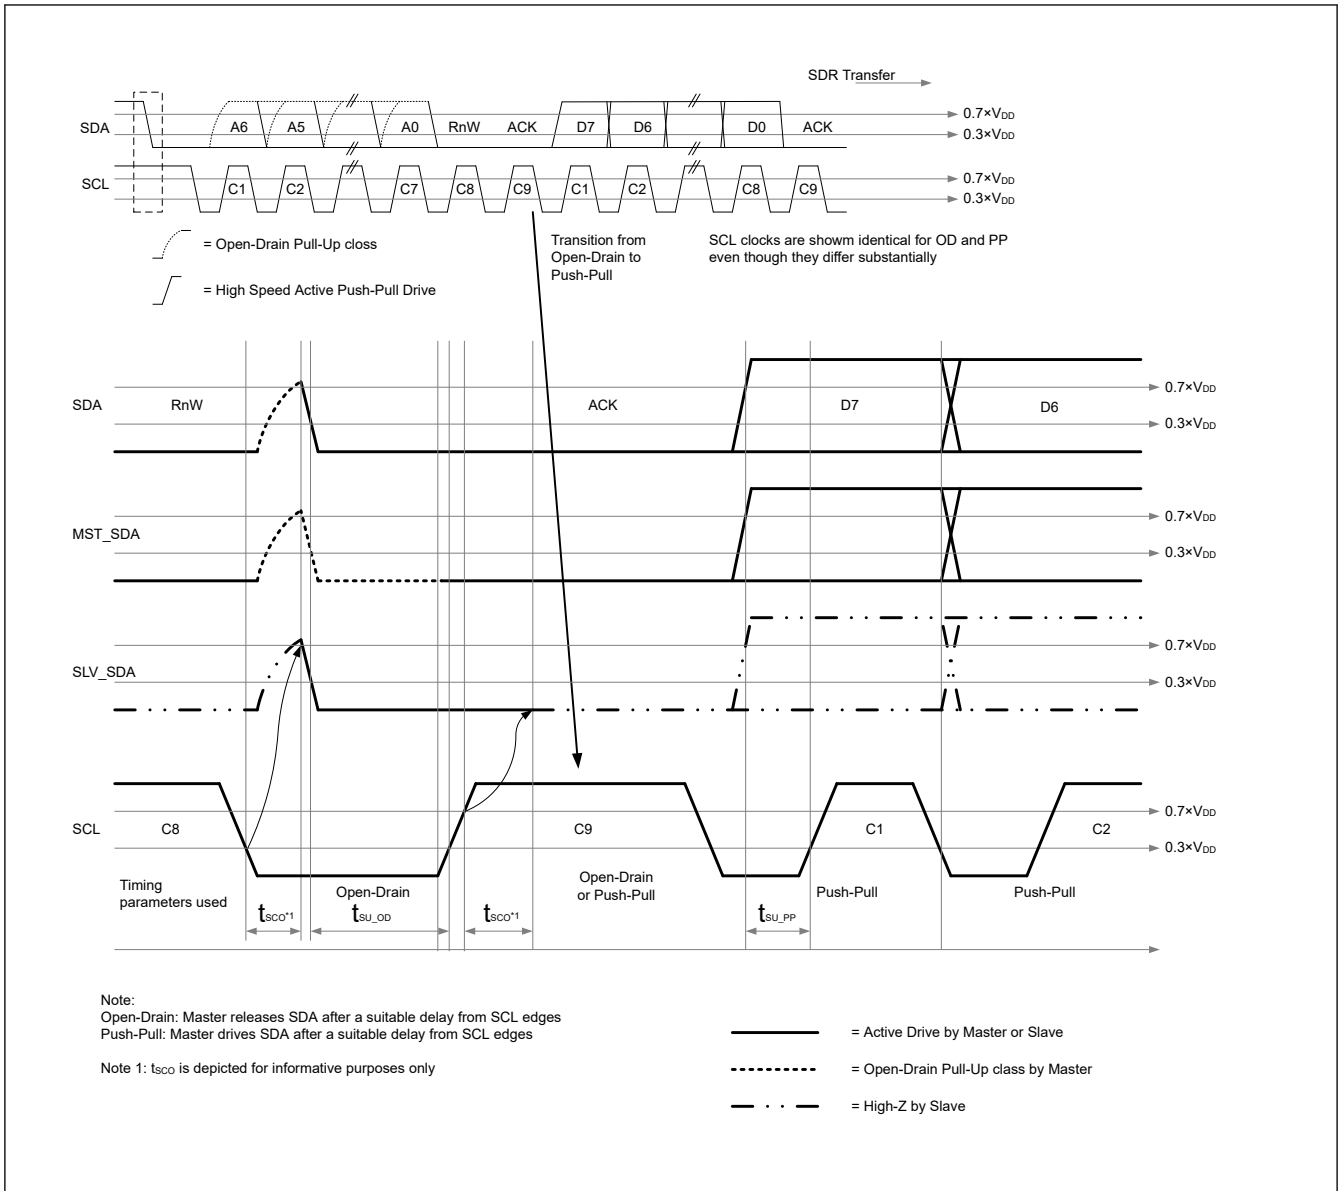 SDR Transfer
SDA
A6
A5
A0
RnW
ACK
D7
D6
D0
ACK
0.7×VDD
0.3×VDD
SCL
C1
C2
C7
C8
C9
C1
C2
C8
C9
0.7×VDD
0.3×VDD
= Open-Drain Pull-Up closs
= High Speed Active Push-Pull Drive
Transition from
Open-Drain to
Push-Pull
SCL clocks are showm identical for OD and PP
even though they differ substantially
SDA
RnW
ACK
D7
D6
0.7×VDD
0.3×VDD
MST_SDA
0.7×VDD
0.3×VDD
SLV_SDA
0.7×VDD
0.3×VDD
SCL
C8
C9
C1
C2
0.7×VDD
0.3×VDD
Timing
parameters used
Open-Drain
Open-Drain
or Push-Pull
Push-Pull
Push-Pull
tSCO*1
tSU_OD
tSCO*1
tSU_PP
Note:
Open-Drain: Master releases SDA after a suitable delay from SCL edges
Push-Pull: Master drives SDA after a suitable delay from SCL edges
Note 1: tSCO is depicted for informative purposes only
= Active Drive by Master or Slave
= Open-Drain Pull-Up class by Master
= High-Z by Slave